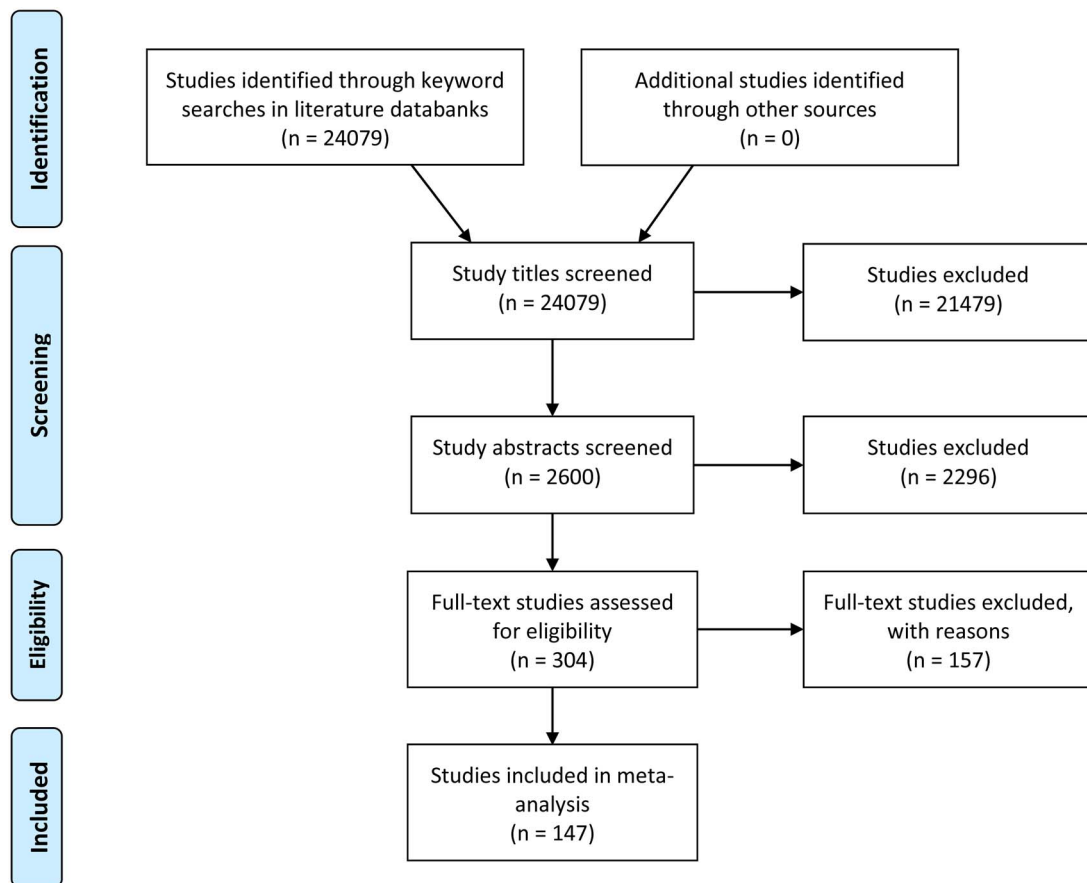 Identification
Studies identified through keyword
searches in literature databanks
(n = 24079)
Additional studies identified
through other sources
(n = 0)
Screening
Study titles screened
(n = 24079)
Studies excluded
(n = 21479)
Study abstracts screened
(n = 2600)
Studies excluded
(n = 2296)
Eligibility
Full-text studies assessed
for eligibility
(n = 304)
Full-text studies excluded,
with reasons
(n = 157)
Included
Studies included in meta-
analysis
(n = 147)